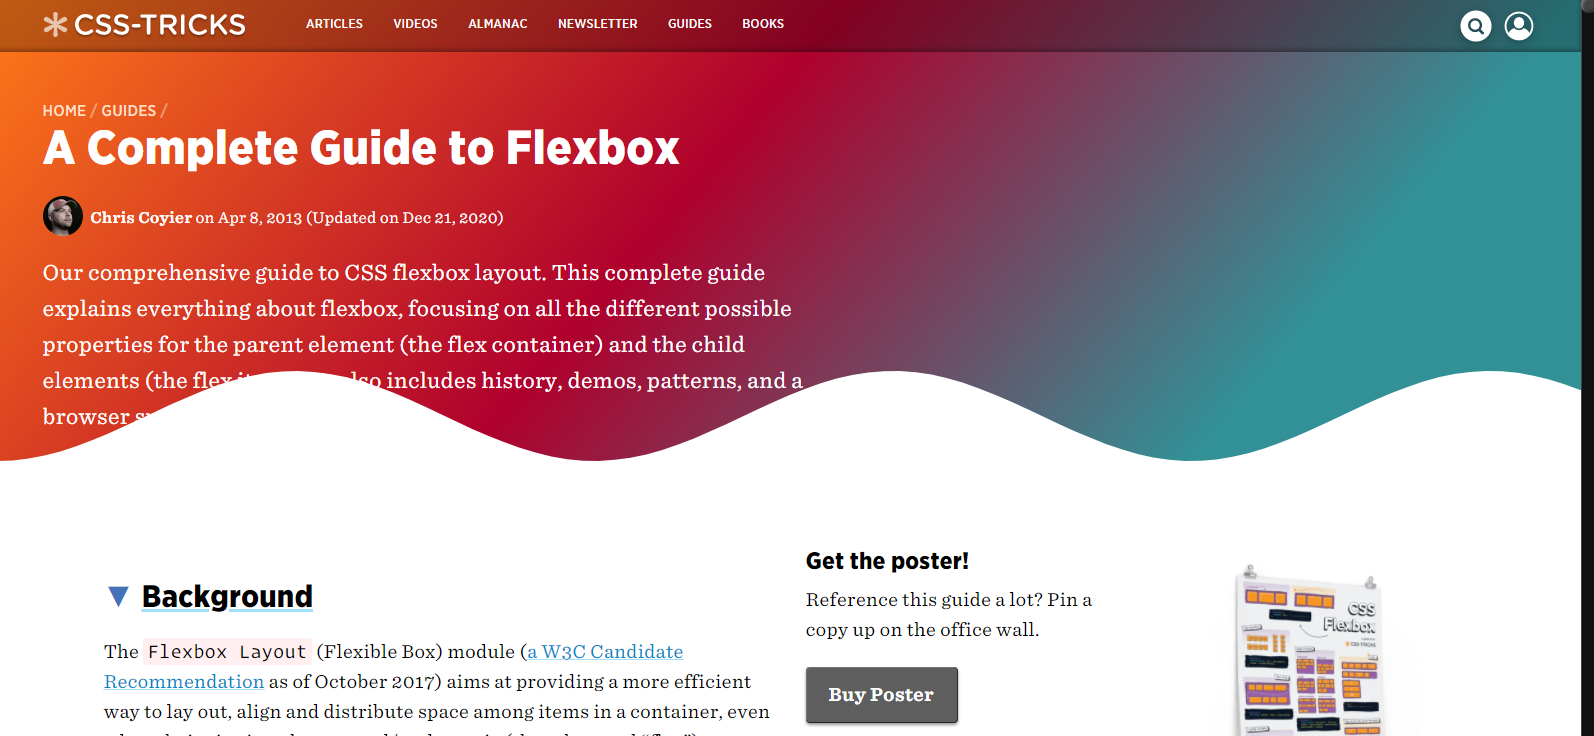 CSS-TRICKS
ARTICLES VIDEOS ALMANAC NEWSLETTER GUIDES BOOKS
HOME / GUIDES /
A Complete Guide to Flexbox
Chris Coyier on Apr 8, 2013 (Updated on Dec 21, 2020)
Our comprehensive guide to CSS flexbox layout. This complete guide
explains everything about flexbox, focusing on all the different possible
properties for the parent element (the flex container) and the child
elements (the flex includes history, demos, patterns, and a
browser
Background
The Flexbox Layout (Flexible Box) module (a W3C Candidate
Recommendation as of October 2017) aims at providing a more efficient
way to lay out, align and distribute space among items in a container, even
Get the poster!
Reference this guide a lot? Pin a
copy up on the office wall.
Buy Poster
CSS
Flexbox
CSS-TRICKS